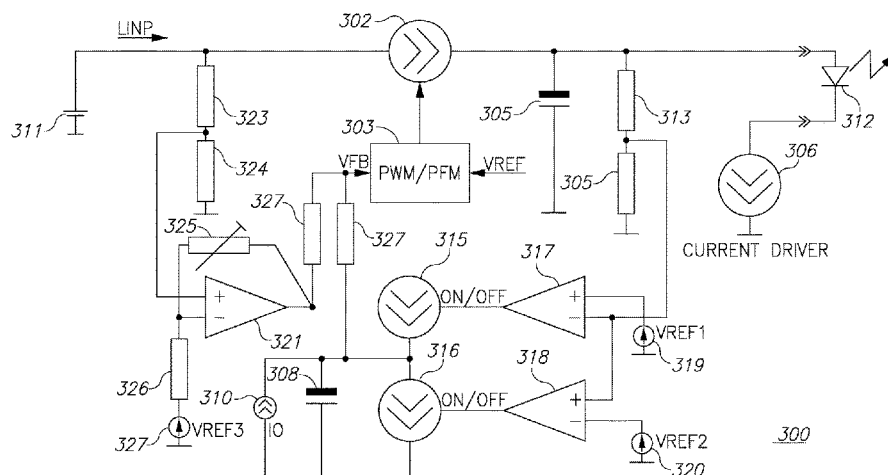 LINP
302
323
311
324
303
VFB
PWM/PFM
VREF
305
313
305
312
306
CURRENT DRIVER
325
327
327
315
317
+
−
ON/OFF
321
VREF1
319
316
318
326
310
308
IO
ON/OFF
+
−
+
−
327
VREF3
VREF2
320
300